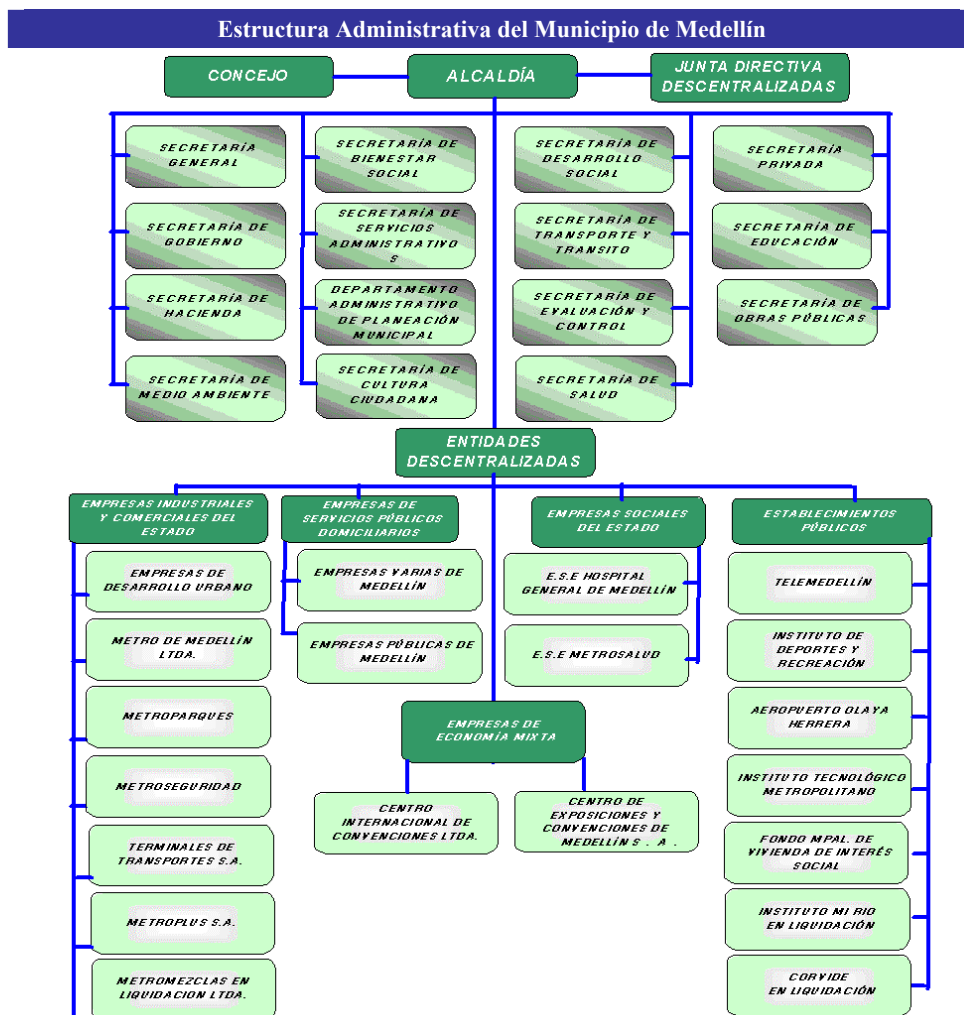 Estructura Administrativa del Municipio de Medellín
CONCEJO
ALCALDÍA
JUNTA DIRECTIVA
DESCENTRALIZADAS
SECRETARÍA
GENERAL
SECRETARÍA DE
BIENESTAR
SOCIAL
SECRETARÍA DE
DESARROLLO
SOCIAL
SECRETARÍA
PRIVADA
SECRETARÍA DE
GOBIERNO
SECRETARÍA DE
SERVICIOS
ADMINISTRATIVO
S
SECRETARÍA DE
TRANSPORTE Y
TRANSITO
SECRETARÍA DE
EDUCACIÓN
SECRETARÍA DE
HACIENDA
DEPARTAMENTO
ADMINISTRATIVO
DE PLANEACIÓN
MUNICIPAL
SECRETARÍA DE
EVALUACIÓN Y
CONTROL
SECRETARÍA DE
OBRAS PÚBLICAS
SECRETARÍA DE
MEDIO AMBIENTE
SECRETARÍA DE
CULTURA
CIUDADANA
SECRETARÍA DE
SALUD
ENTIDADES
DESCENTRALIZADAS
EMPRESAS INDUSTRIALES
Y COMERCIALES DEL
ESTADO
EMPRESAS DE
SERVICIOS PÚBLICOS
DOMICILIARIOS
EMPRESAS SOCIALES
DEL ESTADO
ESTABLECIMIENTOS
PÚBLICOS
EMPRESAS DE
DESARROLLO URBANO
METRO DE MEDELLÍN
LTDA.
METROPARQUES
METROSEGURIDAD
TERMINALES DE
TRANSPORTES S.A.
METROPLUS S.A.
METROMEZCLAS EN
LIQUIDACION LTDA.
EMPRESAS VARIAS DE
MEDELLÍN
EMPRESAS PÚBLICAS DE
MEDELLÍN
E.S.E HOSPITAL
GENERAL DE MEDELLÍN
E.S.E METROSALUD
EMPRESAS DE
ECONOMÍA MIXTA
CENTRO
INTERNACIONAL DE
CONVENCIONES LTDA.
CENTRO DE
EXPOSICIONES Y
CONVENCIONES DE
MEDELLÍN S . A .
TELEMEDELLÍN
INSTITUTO DE
DEPORTES Y
RECREACIÓN
AEROPUERTO OLAYA
HERRERA
INSTITUTO TECNOLÓGICO
METROPOLITANO
FONDO MPAL. DE
VIVIENDA DE INTERÉS
SOCIAL
INSTITUTO MI RIO
EN LIQUIDACIÓN
CORVIDE
EN LIQUIDACIÓN